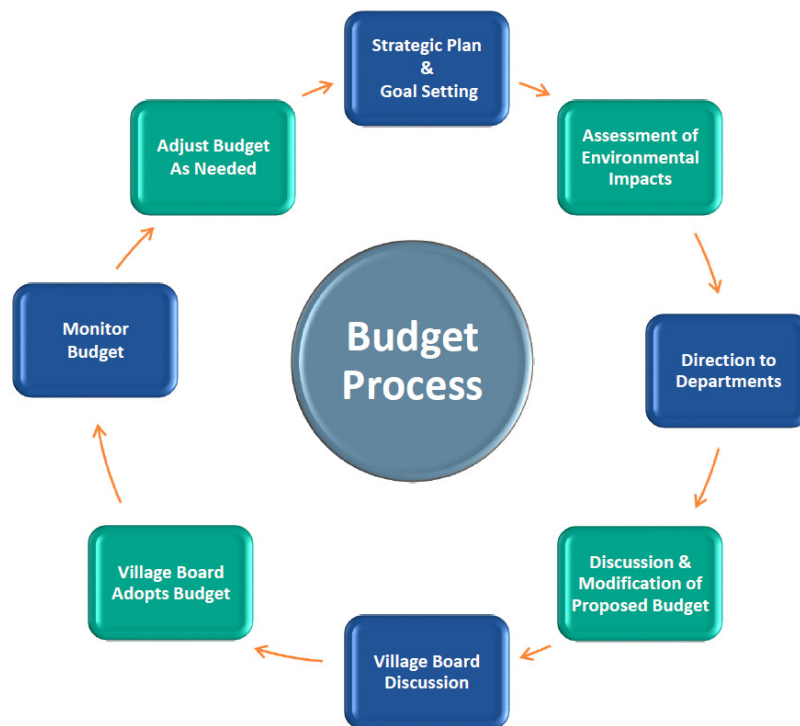 Strategic Plan
&
Goal Setting
Assessment of
Environmental
Impacts
Direction to
Departments
Discussion &
Modification of
Proposed Budget
Village Board
Discussion
Village Board
Adopts Budget
Monitor
Budget
Adjust Budget
As Needed
Budget
Process